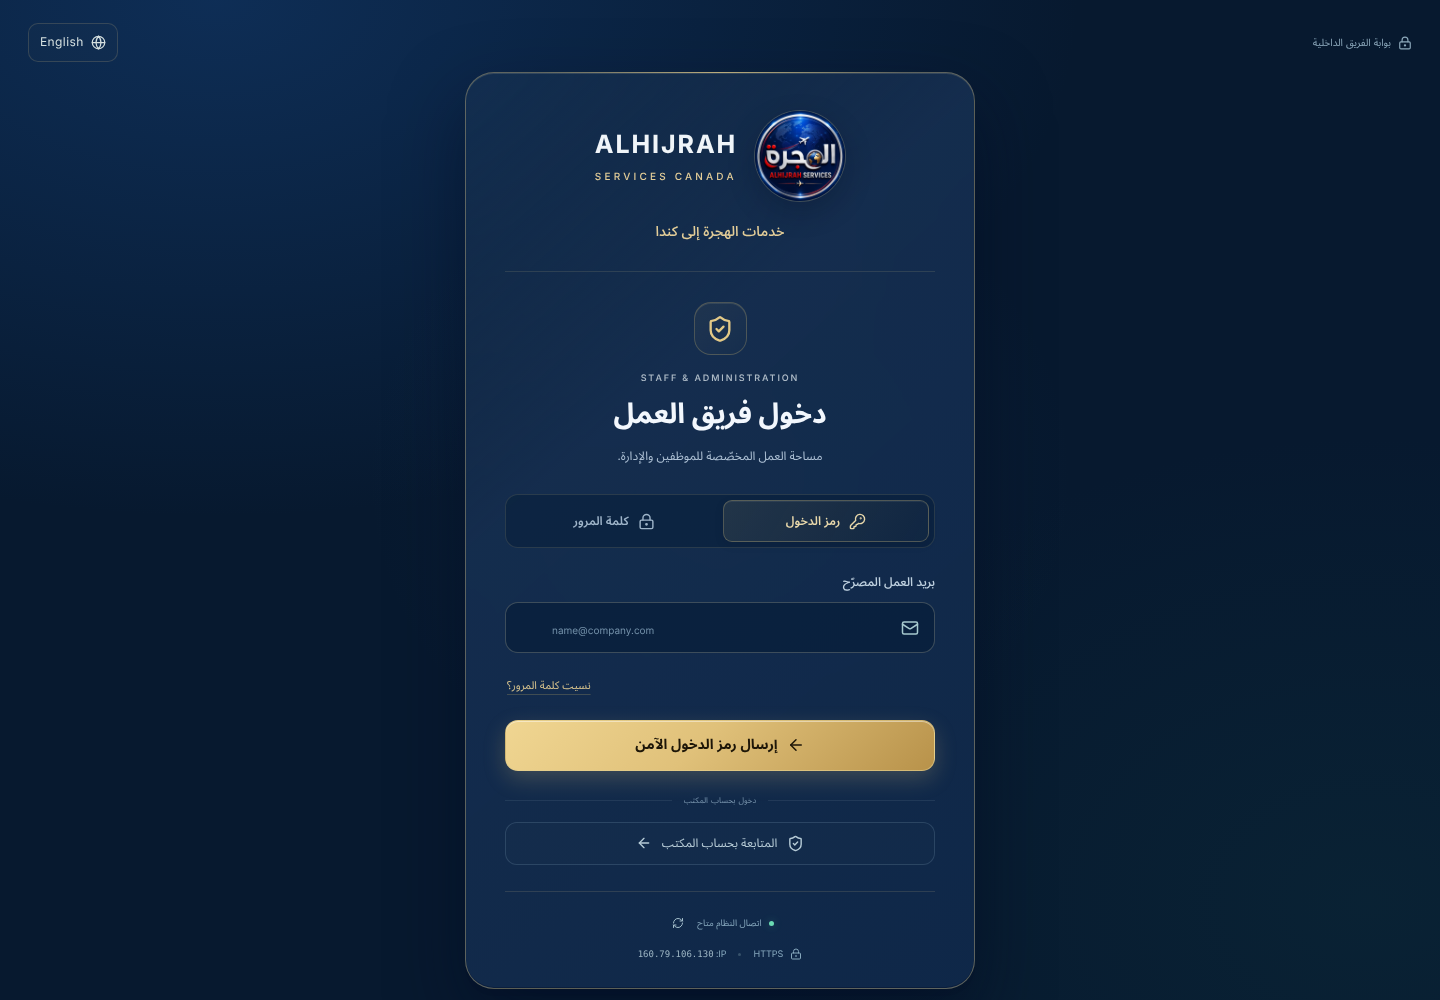 بوابة الفريق الداخلية
English
المجرة
ALHIJRAH SERVICES
ALHIJRAH
SERVICES CANADA
خدمات الهجرة إلى كندا
STAFF & ADMINISTRATION
دخول فريق العمل
مساحة العمل المخصّصة للموظفين والإدارة.
رمز الدخول
كلمة المرور
بريد العمل المصرّح
name@company.com
نسيت كلمة المرور؟
إرسال رمز الدخول الآمن
دخول بحساب المكتب
المتابعة بحساب المكتب
اتصال النظام متاح
HTTPS • IP: 160.79.106.130